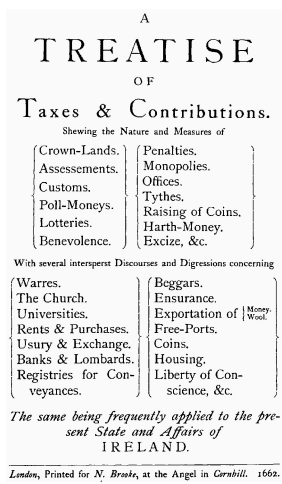 A
TREATISE
OF
Taxes & Contributions.
Shewing the Nature and Measures of
Crown-Lands.
Assessements.
Customs.
Poll-Moneys.
Lotteries.
Benevolence.
Penalties.
Monopolies.
Offices.
Tythes.
Raising of Coins.
Harth-Money.
Excize, &c.
With several interspersed Discourses and Digressions concerning
Warres.
The Church.
Universities.
Rents & Purchases.
Usury & Exchange.
Banks & Lombards.
Registries for Con-
veyances.
Beggars.
Ensurance.
Exportation of { Money.
Wool.
Free-Ports.
Coins.
Housing.
Liberty of Con-
science, &c.
The same being frequently applied to the pre-
sent State and Affairs of
IRELAND.
London, Printed for N. Brooke, at the Angel in Cornhill. 1662.